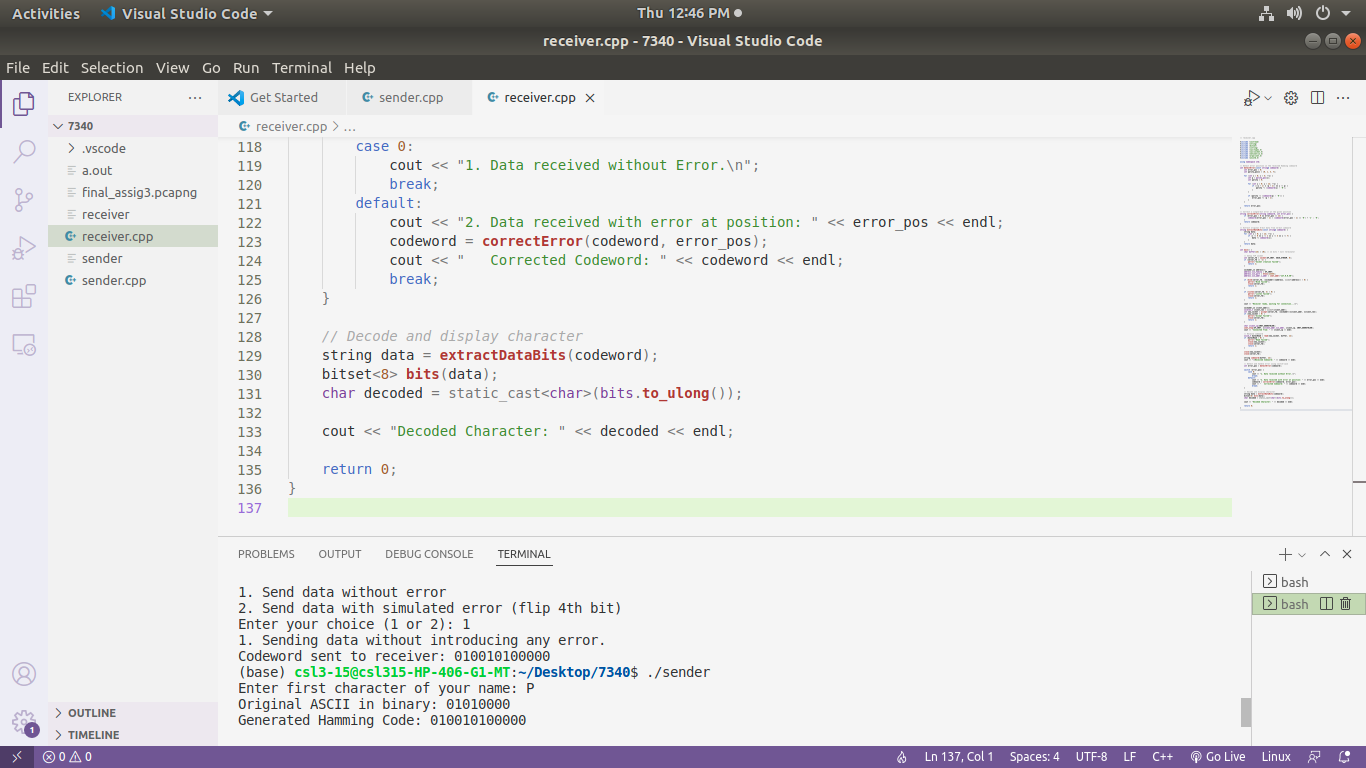 Activities Visual Studio Code Thu 12:46 PM
receiver.cpp - 7340 - Visual Studio Code
File Edit Selection View Go Run Terminal Help
EXPLORER
7340
.vscode
a.out
final_assig3.pcapng
receiver
receiver.cpp
sender
sender.cpp
OUTLINE
TIMELINE
1
Get Started sender.cpp receiver.cpp
receiver.cpp > ...
118 case 0:
119 cout << "1. Data received without Error.\n";
120 break;
121 default:
122 cout << "2. Data received with error at position: " << error_pos << endl;
123 codeword = correctError(codeword, error_pos);
124 cout << "   Corrected Codeword: " << codeword << endl;
125 break;
126 }
127
128 // Decode and display character
129 string data = extractDataBits(codeword);
130 bitset<8> bits(data);
131 char decoded = static_cast<char>(bits.to_ulong());
132
133 cout << "Decoded Character: " << decoded << endl;
134
135 return 0;
136 }
137
PROBLEMS OUTPUT DEBUG CONSOLE TERMINAL
1. Send data without error
2. Send data with simulated error (flip 4th bit)
Enter your choice (1 or 2): 1
1. Sending data without introducing any error.
Codeword sent to receiver: 010010100000
(base) csl3-15@csl315-HP-406-G1-MT:~/Desktop/7340$ ./sender
Enter first character of your name: P
Original ASCII in binary: 01010000
Generated Hamming Code: 010010100000
bash
bash
0 0 Ln 137, Col 1 Spaces: 4 UTF-8 LF C++ Go Live Linux